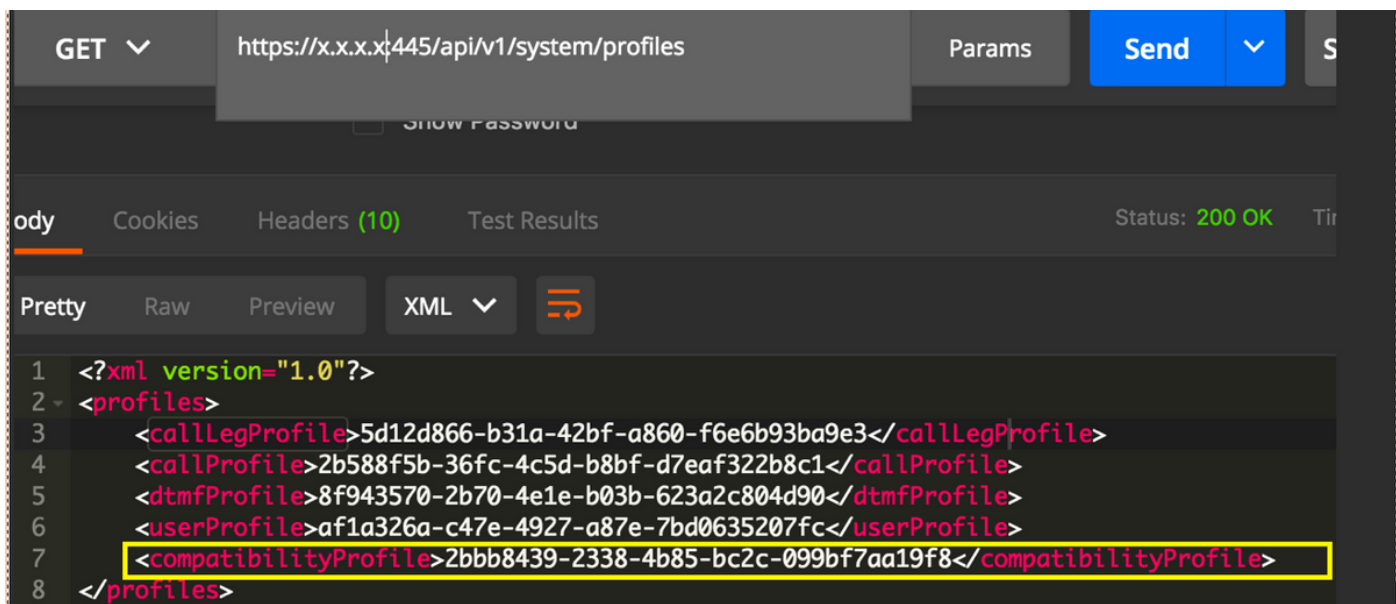 GET https://x.x.x.x:445/api/v1/system/profiles Params Send S
Show Password
ody Cookies Headers (10) Test Results Status: 200 OK Tir
Pretty Raw Preview XML
1 <?xml version="1.0"?>
2 <profiles>
3 <callLegProfile>5d12d866-b31a-42bf-a860-f6e6b93ba9e3</callLegProfile>
4 <callProfile>2b588f5b-36fc-4c5d-b8bf-d7eaf322b8c1</callProfile>
5 <dtmfProfile>8f943570-2b70-4e1e-b03b-623a2c804d90</dtmfProfile>
6 <userProfile>af1a326a-c47e-4927-a87e-7bd0635207fc</userProfile>
7 <compatibilityProfile>2bbb8439-2338-4b85-bc2c-099bf7aa19f8</compatibilityProfile>
8 </profiles>